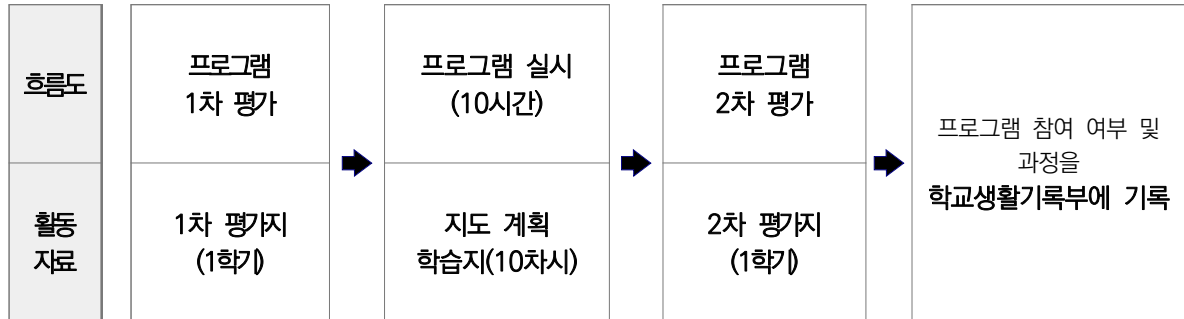 흐름도
프로그램
1차 평가
프로그램 실시
(10시간)
프로그램
2차 평가
프로그램 참여 여부 및
과정을
학교생활기록부에 기록
활동
자료
1차 평가지
(1학기)
지도 계획
학습지(10차시)
2차 평가지
(1학기)